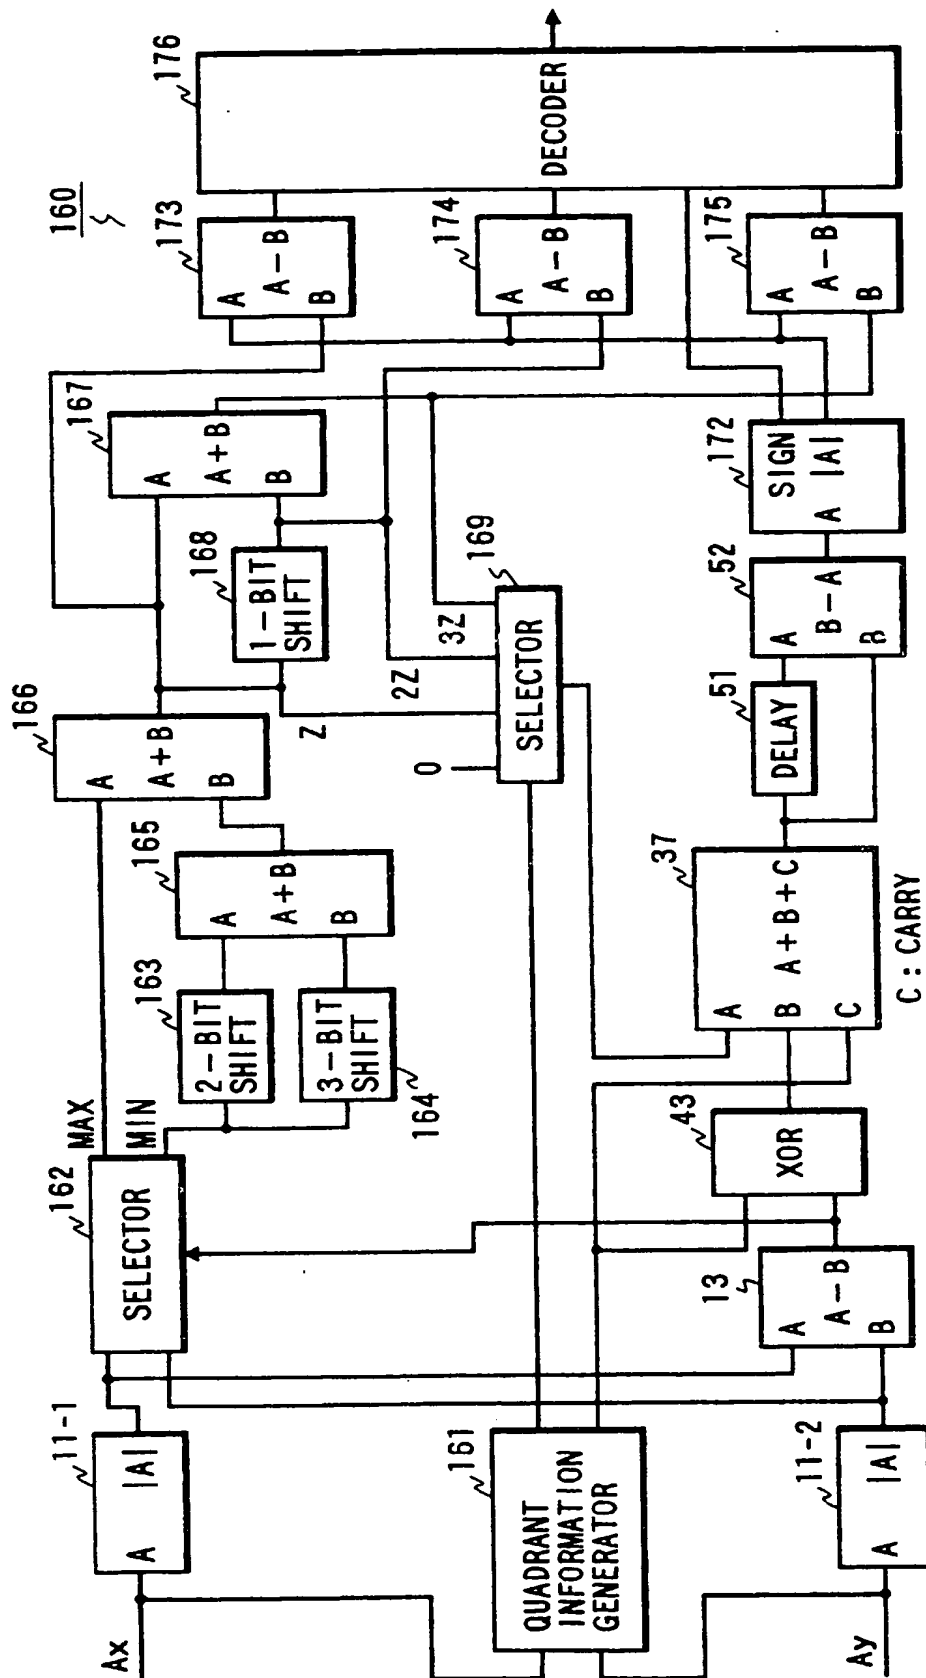 160
Ax
11-1
A |A|
161
QUADRANT
INFORMATION
GENERATOR
Ay
11-2
A |A|
162
SELECTOR
MAX
MIN
13
A
A-B
B
43
XOR
163
2-BIT
SHIFT
3-BIT
SHIFT
164
165
A
A+B
B
166
A
A+B
B
37
A
B A+B+C
C
C : CARRY
0
Z
2Z
3Z
169
SELECTOR
168
1-BIT
SHIFT
167
A
A+B
B
51
DELAY
52
A
B-A
B
172
SIGN
A |A|
173
A
A-B
B
174
A
A-B
B
175
A
A-B
B
176
DECODER